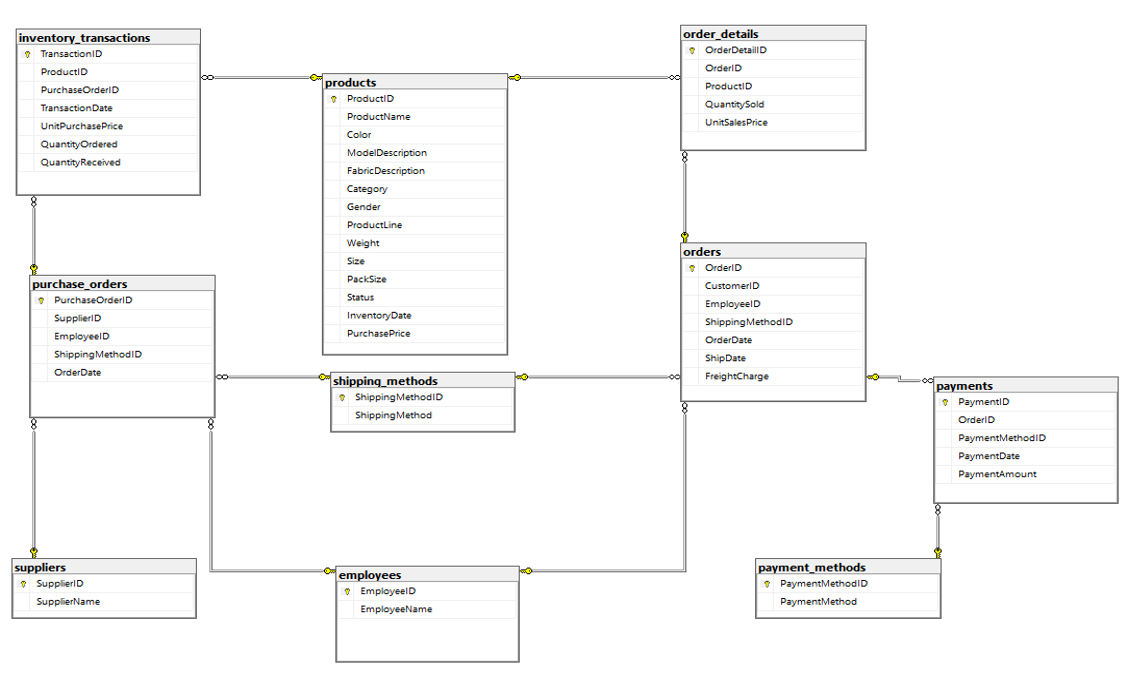 inventory_transactions
TransactionID
ProductID
PurchaseOrderID
TransactionDate
UnitPurchasePrice
QuantityOrdered
QuantityReceived
products
ProductID
ProductName
Color
ModelDescription
FabricDescription
Category
Gender
ProductLine
Weight
Size
PackSize
Status
InventoryDate
PurchasePrice
order_details
OrderDetailID
OrderID
ProductID
QuantitySold
UnitSalesPrice
purchase_orders
PurchaseOrderID
SupplierID
EmployeeID
ShippingMethodID
OrderDate
shipping_methods
ShippingMethodID
ShippingMethod
orders
OrderID
CustomerID
EmployeeID
ShippingMethodID
OrderDate
ShipDate
FreightCharge
payments
PaymentID
OrderID
PaymentMethodID
PaymentDate
PaymentAmount
suppliers
SupplierID
SupplierName
employees
EmployeeID
EmployeeName
payment_methods
PaymentMethodID
PaymentMethod